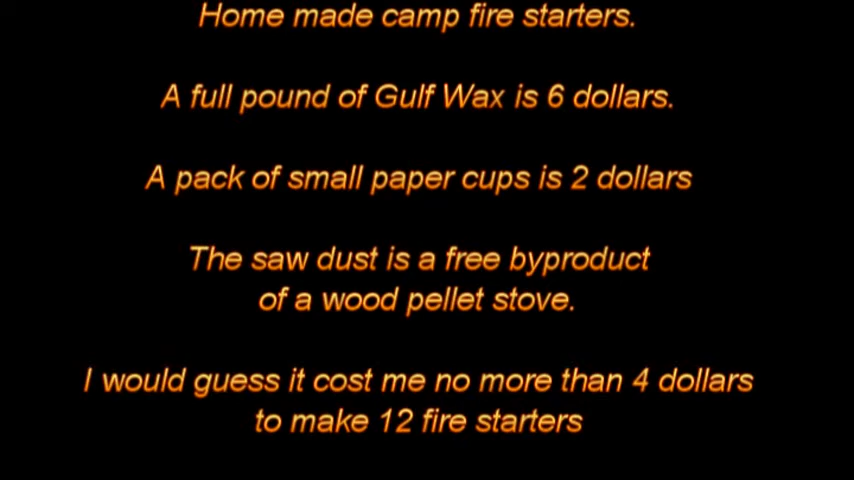 Home made camp fire starters.
A full pound of Gulf Wax is 6 dollars.
A pack of small paper cups is 2 dollars
The saw dust is a free byproduct
of a wood pellet stove.
I would guess it cost me no more than 4 dollars
to make 12 fire starters